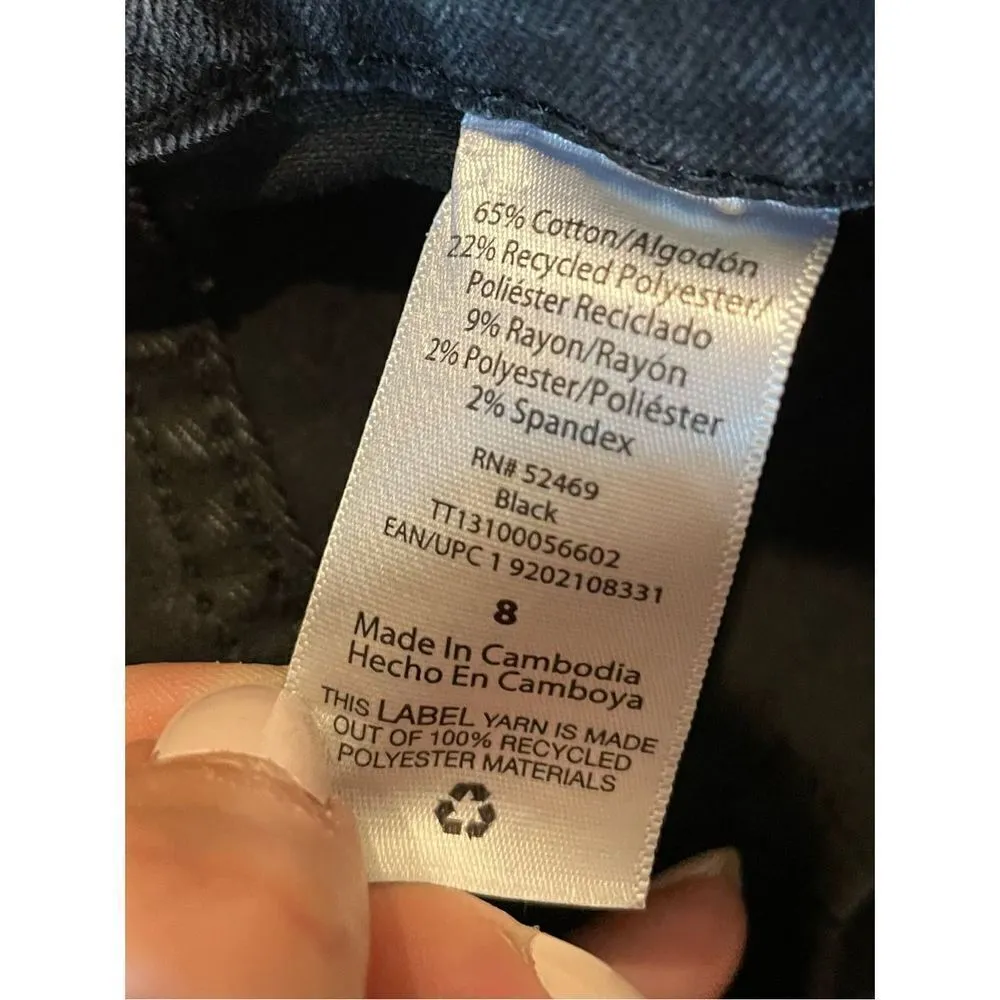 65% Cotton/Algodón
22% Recycled Polyester/
Poliéster Reciclado
9% Rayon/Rayón
2% Polyester/Poliéster
2% Spandex
RN# 52469
Black
TT13100056602
EAN/UPC 1 9202108331
8
Made In Cambodia
Hecho En Camboya
THIS LABEL YARN IS MADE
OUT OF 100% RECYCLED
POLYESTER MATERIALS